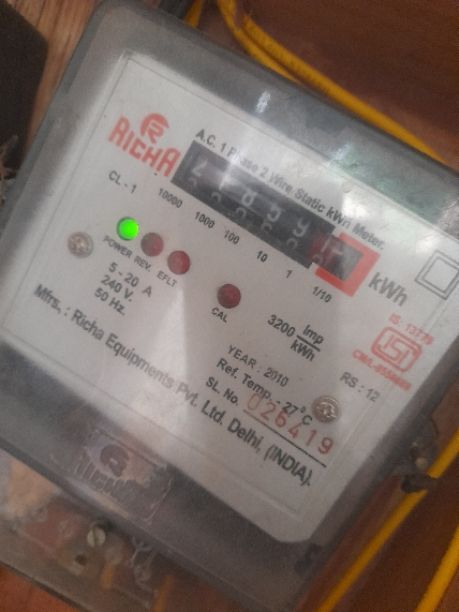 RICHA
A.C. 1 Phase 2 Wire, Static kWh Meter.
CL - 1
10000 1000 100 10 1 1/10
kWh
POWER REV. EFLT
CAL
5 - 20 A
240 V.
50 Hz.
3200 Imp
kWh
IS: 13779
ISI
RS : 12
YEAR : 2010
Ref. Temp. - 27°C
SL. No. 026419
Mfrs. : Richa Equipments Pvt. Ltd. Delhi, (INDIA).
RICHA